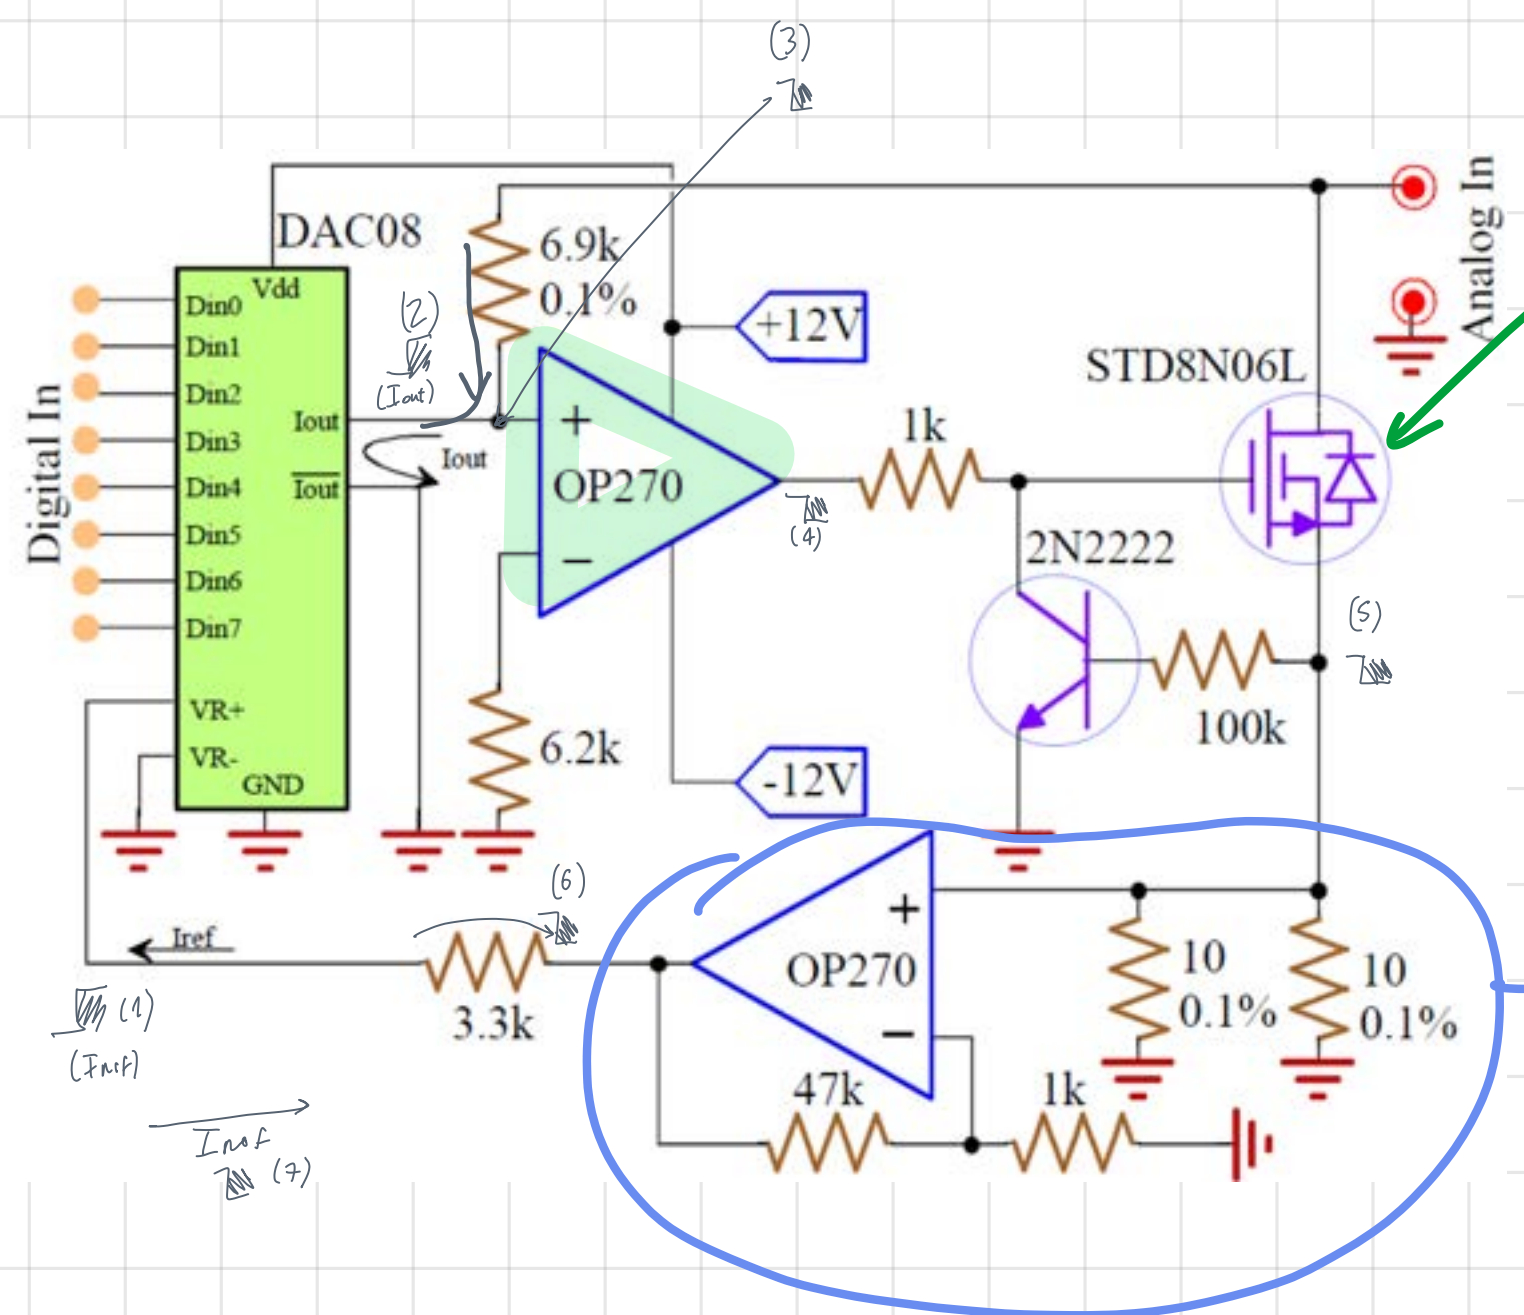 (3)
DAC08
Vdd
6.9k
0.1%
+12V
Analog In
STD8N06L
Digital In
Din0
Din1
Din2
Din3
Din4
Din5
Din6
Din7
(2)
(Iout)
Iout
Iout
Iout
+
OP270
−
1k
(4)
2N2222
(5)
100k
VR+
VR-
GND
6.2k
-12V
(6)
Iref
3.3k
+
OP270
−
10
0.1%
10
0.1%
47k
1k
(1)
(Iref)
Iref
(7)